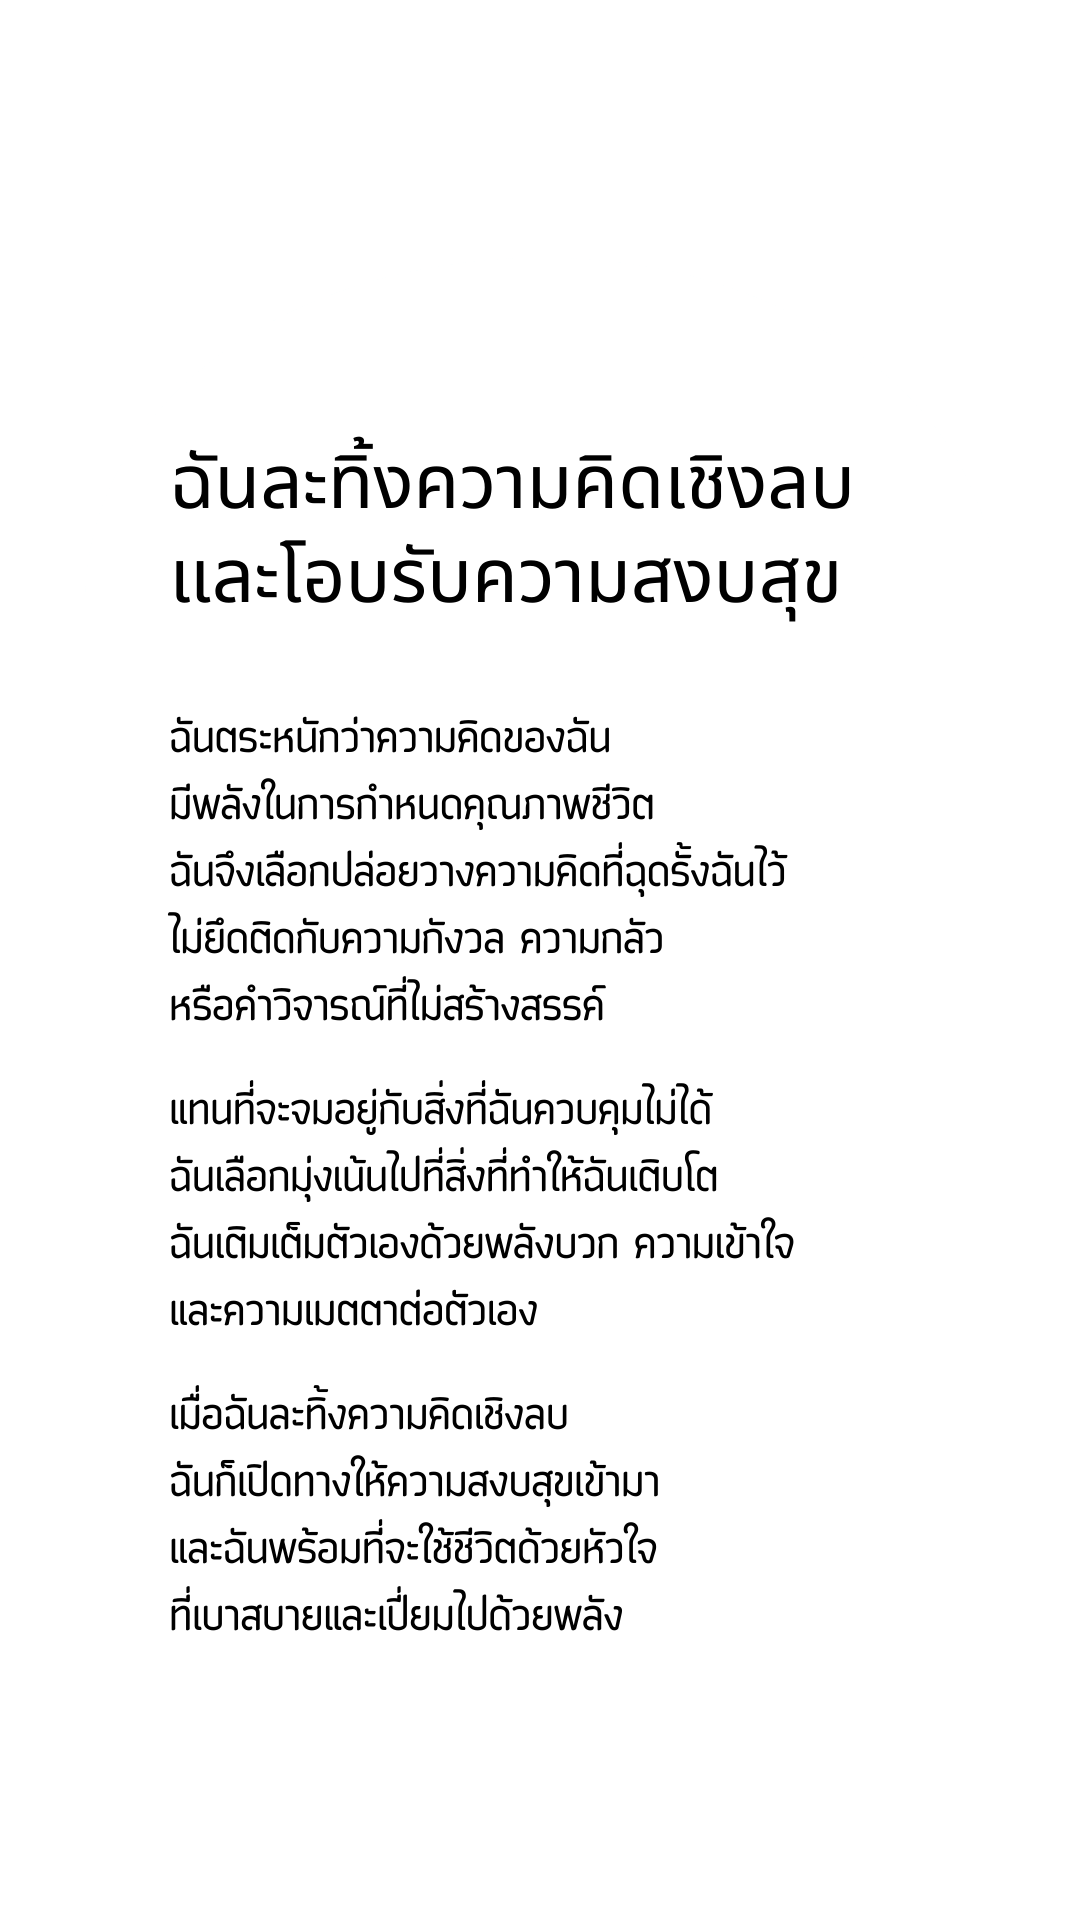 ฉันละทิ้งความคิดเชิงลบ
และโอบรับความสงบสุข
ฉันตระหนักว่าความคิดของฉัน
มีพลังในการกำหนดคุณภาพชีวิต
ฉันจึงเลือกปล่อยวางความคิดที่ฉุดรั้งฉันไว้
ไม่ยึดติดกับความกังวล ความกลัว
หรือคำวิจารณ์ที่ไม่สร้างสรรค์
แทนที่จะจมอยู่กับสิ่งที่ฉันควบคุมไม่ได้
ฉันเลือกมุ่งเน้นไปที่สิ่งที่ทำให้ฉันเติบโต
ฉันเติมเต็มตัวเองด้วยพลังบวก ความเข้าใจ
และความเมตตาต่อตัวเอง
เมื่อฉันละทิ้งความคิดเชิงลบ
ฉันก็เปิดทางให้ความสงบสุขเข้ามา
และฉันพร้อมที่จะใช้ชีวิตด้วยหัวใจ
ที่เบาสบายและเปี่ยมไปด้วยพลัง